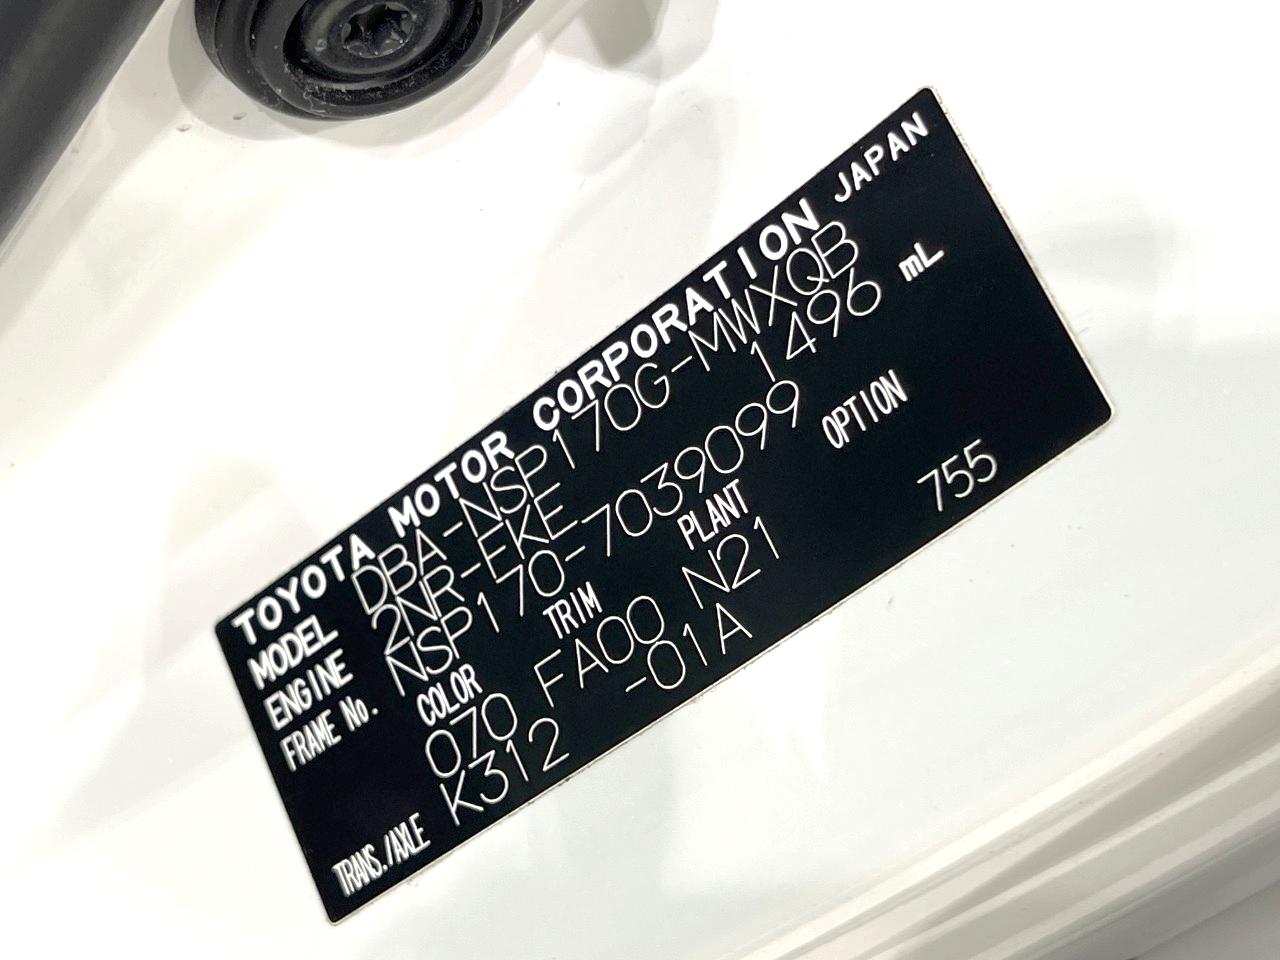 TOYOTA MOTOR CORPORATION JAPAN
MODEL DBA-NSP170G-MWXQB
ENGINE 2NR-FKE 1496 mL
FRAME No. NSP170-7039099
COLOR TRIM PLANT OPTION
070 FA00 N21 755
TRANS./AXLE K312 -01A